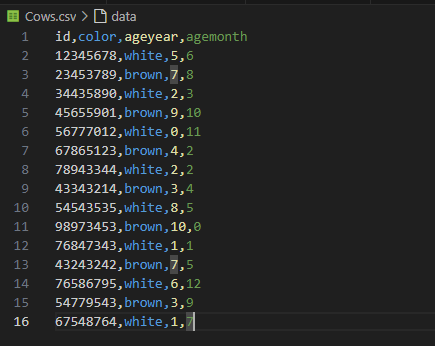 Cows.csv > data
1 id,color,ageyear,agemonth
2 12345678,white,5,6
3 23453789,brown,7,8
4 34435890,white,2,3
5 45655901,brown,9,10
6 56777012,white,0,11
7 67865123,brown,4,2
8 78943344,white,2,2
9 43343214,brown,3,4
10 54543535,white,8,5
11 98973453,brown,10,0
12 76847343,white,1,1
13 43243242,brown,7,5
14 76586795,white,6,12
15 54779543,brown,3,9
16 67548764,white,1,7